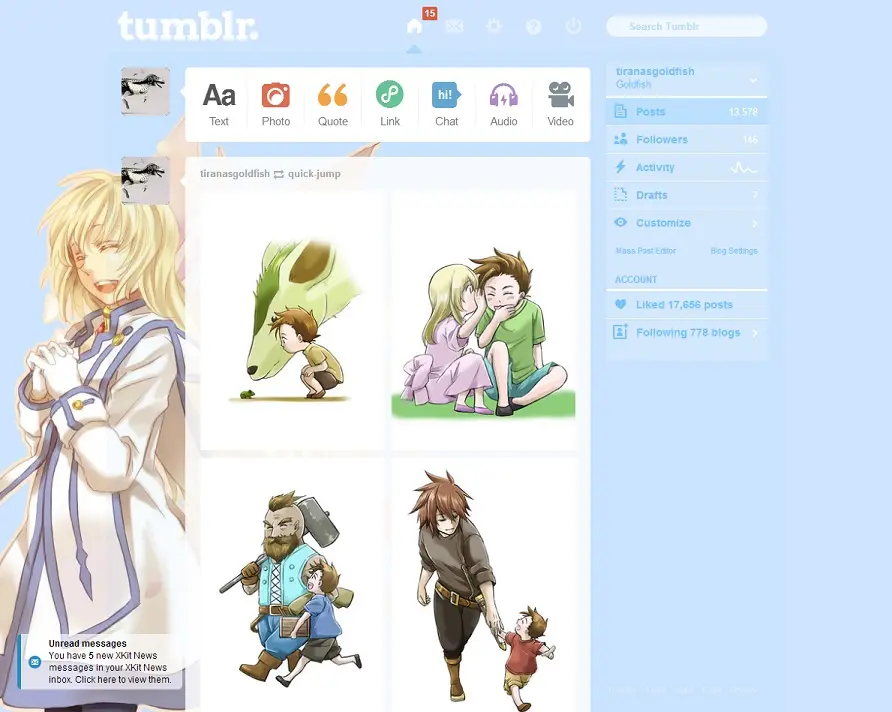 tumblr.
15
Search Tumblr
Aa
Text
Photo
Quote
Link
hi!
Chat
Audio
Video
tiranasgoldfish
Goldfish
Posts 13,570
Followers 146
Activity
Drafts 7
Customize
Mass Post Editor Blog Settings
ACCOUNT
Liked 17,656 posts
Following 778 blogs
tiranasgoldfish quick-jump
Unread messages
You have 5 new XKit News
messages in your XKit News
inbox. Click here to view them.